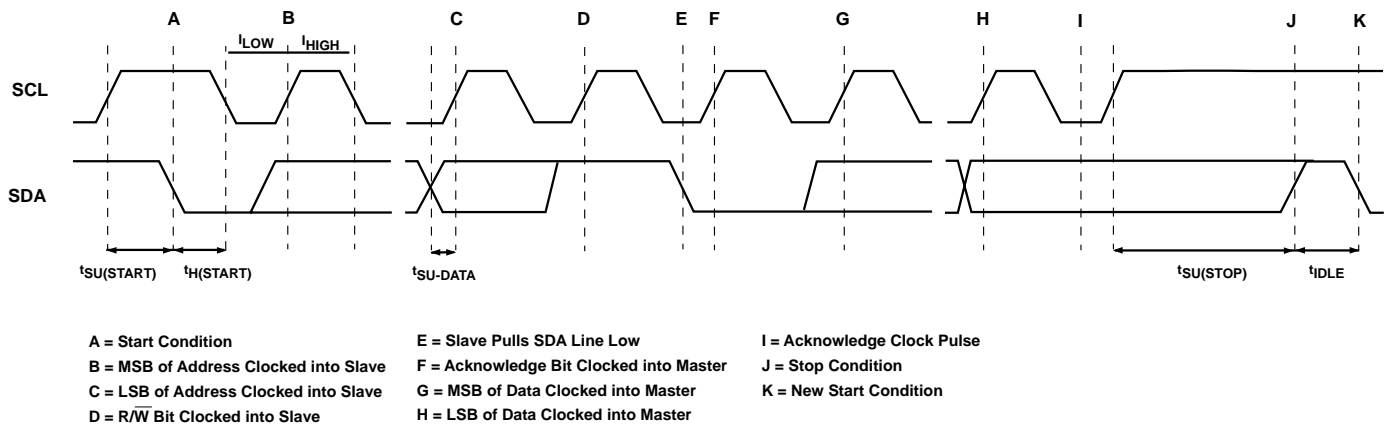 A B C D E F G H I J K
ILOW IHIGH
SCL
SDA
tSU(START) tH(START) tSU-DATA tSU(STOP) tIDLE
A = Start Condition
B = MSB of Address Clocked into Slave
C = LSB of Address Clocked into Slave
D = R/W̅ Bit Clocked into Slave
E = Slave Pulls SDA Line Low
F = Acknowledge Bit Clocked into Master
G = MSB of Data Clocked into Master
H = LSB of Data Clocked into Master
I = Acknowledge Clock Pulse
J = Stop Condition
K = New Start Condition